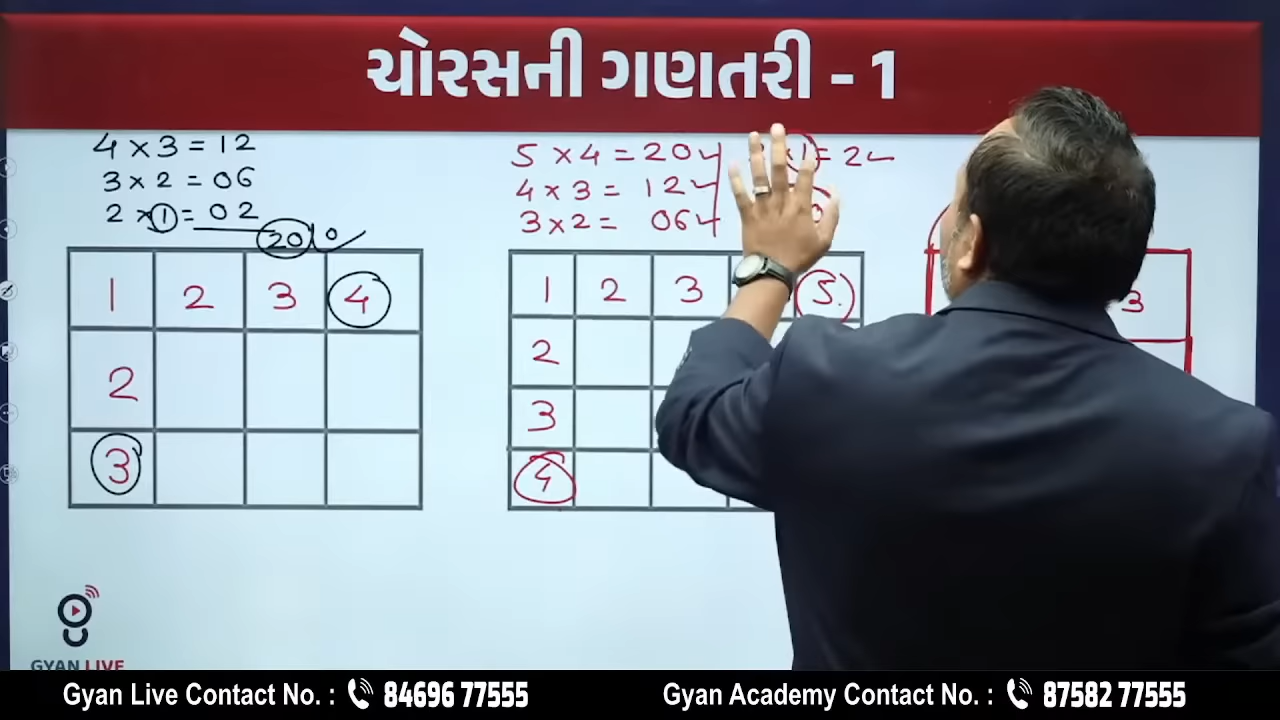 ચોરસની ગણતરી - 1
4 x 3 = 12
3 x 2 = 06
2 x 1 = 02
20
5 x 4 = 20
4 x 3 = 12
3 x 2 = 06
x 1 = 2
1 2 3 4
2
3
1 2 3 5
2
3
4
3
GYAN LIVE
Gyan Live Contact No. : 84696 77555
Gyan Academy Contact No. : 87582 77555